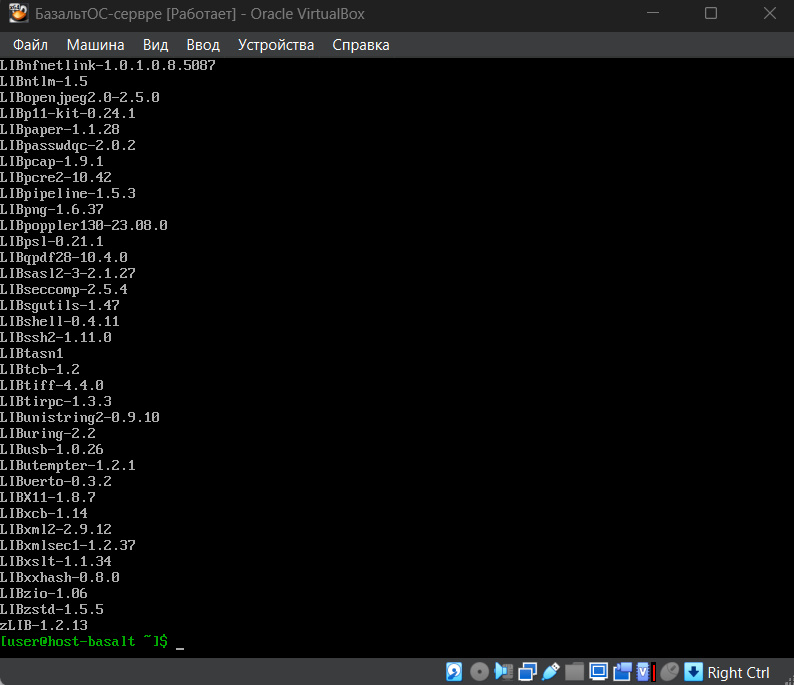 БазальтОС-сервре [Работает] - Oracle VirtualBox
Файл Машина Вид Ввод Устройства Справка
LIBnfnetlink-1.0.1.0.8.5087
LIBntlm-1.5
LIBopenjpeg2.0-2.5.0
LIBp11-kit-0.24.1
LIBpaper-1.1.28
LIBpasswdqc-2.0.2
LIBpcap-1.9.1
LIBpcre2-10.42
LIBpipeline-1.5.3
LIBpng-1.6.37
LIBpoppler130-23.08.0
LIBpsl-0.21.1
LIBqpdf28-10.4.0
LIBsasl2-3-2.1.27
LIBseccomp-2.5.4
LIBsgutils-1.47
LIBshell-0.4.11
LIBssh2-1.11.0
LIBtasn1
LIBtcb-1.2
LIBtiff-4.4.0
LIBtirpc-1.3.3
LIBunistring2-0.9.10
LIBuring-2.2
LIBusb-1.0.26
LIButempter-1.2.1
LIBverto-0.3.2
LIBX11-1.8.7
LIBxcb-1.14
LIBxml2-2.9.12
LIBxmlsec1-1.2.37
LIBxslt-1.1.34
LIBxxhash-0.8.0
LIBzio-1.06
LIBzstd-1.5.5
zLIB-1.2.13
[user@host-basalt ~]$ _
Right Ctrl